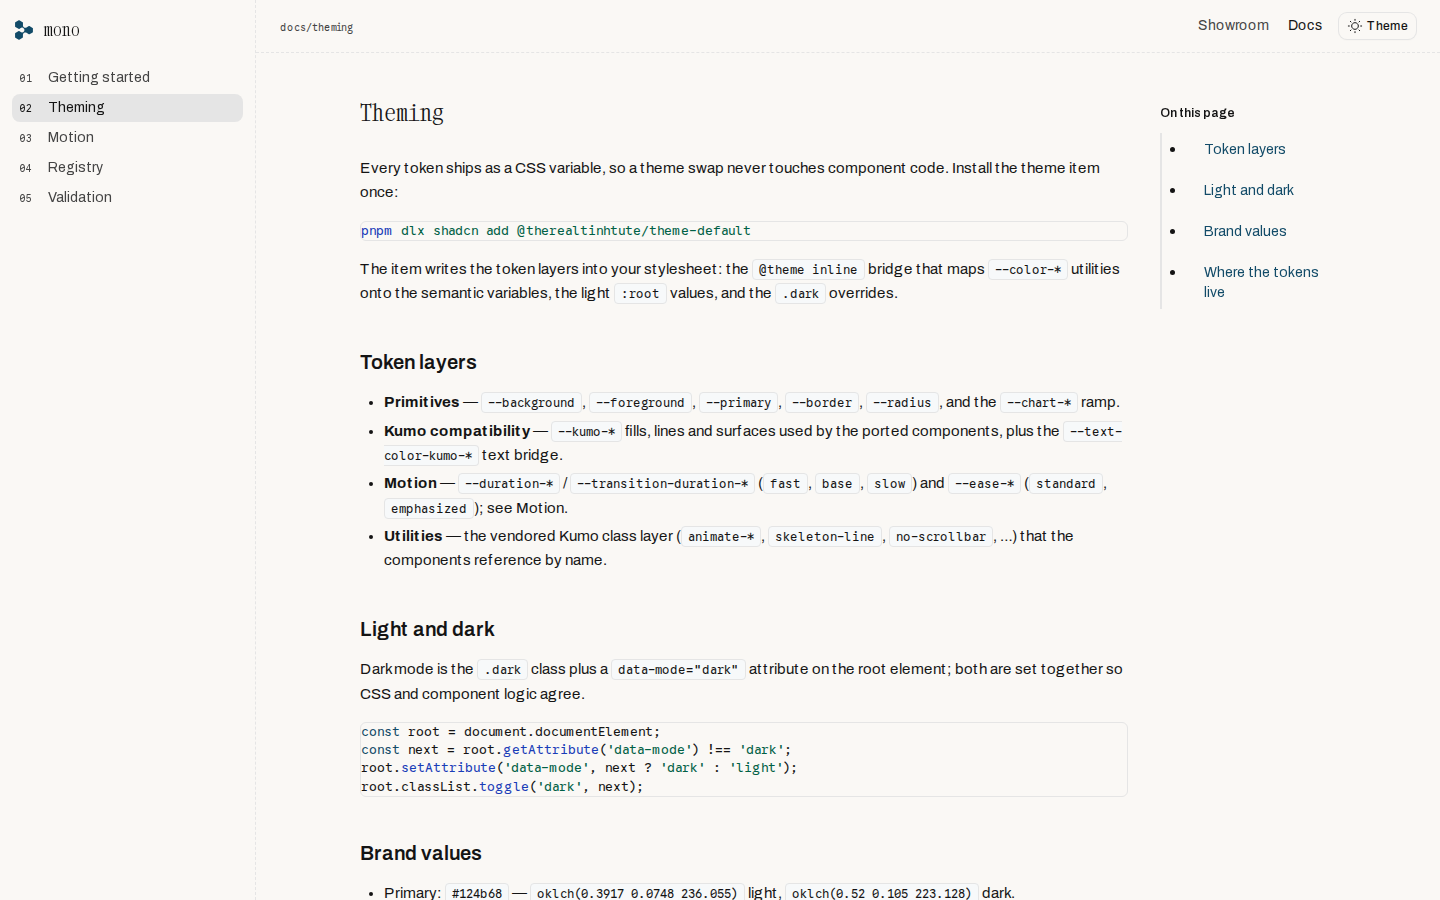 mono
01 Getting started
02 Theming
03 Motion
04 Registry
05 Validation
docs/theming
Showroom Docs Theme
Theming
Every token ships as a CSS variable, so a theme swap never touches component code. Install the theme item
once:
pnpm dlx shadcn add @therealtinhtute/theme-default
The item writes the token layers into your stylesheet: the @theme inline bridge that maps --color-* utilities
onto the semantic variables, the light :root values, and the .dark overrides.
Token layers
• Primitives — --background, --foreground, --primary, --border, --radius, and the --chart-* ramp.
• Kumo compatibility — --kumo-* fills, lines and surfaces used by the ported components, plus the --text-
color-kumo-* text bridge.
• Motion — --duration-* / --transition-duration-* (fast, base, slow) and --ease-* (standard,
emphasized); see Motion.
• Utilities — the vendored Kumo class layer (animate-*, skeleton-line, no-scrollbar, …) that the
components reference by name.
Light and dark
Dark mode is the .dark class plus a data-mode="dark" attribute on the root element; both are set together so
CSS and component logic agree.
const root = document.documentElement;
const next = root.getAttribute('data-mode') !== 'dark';
root.setAttribute('data-mode', next ? 'dark' : 'light');
root.classList.toggle('dark', next);
Brand values
• Primary: #124b68 — oklch(0.3917 0.0748 236.055) light, oklch(0.52 0.105 223.128) dark.
On this page
• Token layers
• Light and dark
• Brand values
• Where the tokens
live